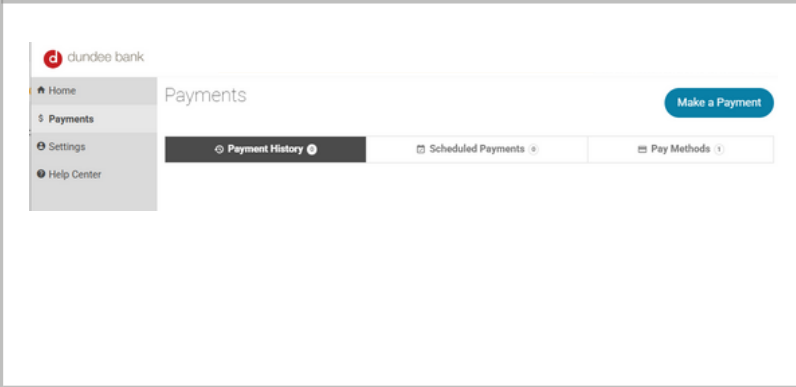 d dundee bank
Home
$ Payments
Settings
? Help Center
Payments
Make a Payment
Payment History 0
Scheduled Payments 0
Pay Methods 1